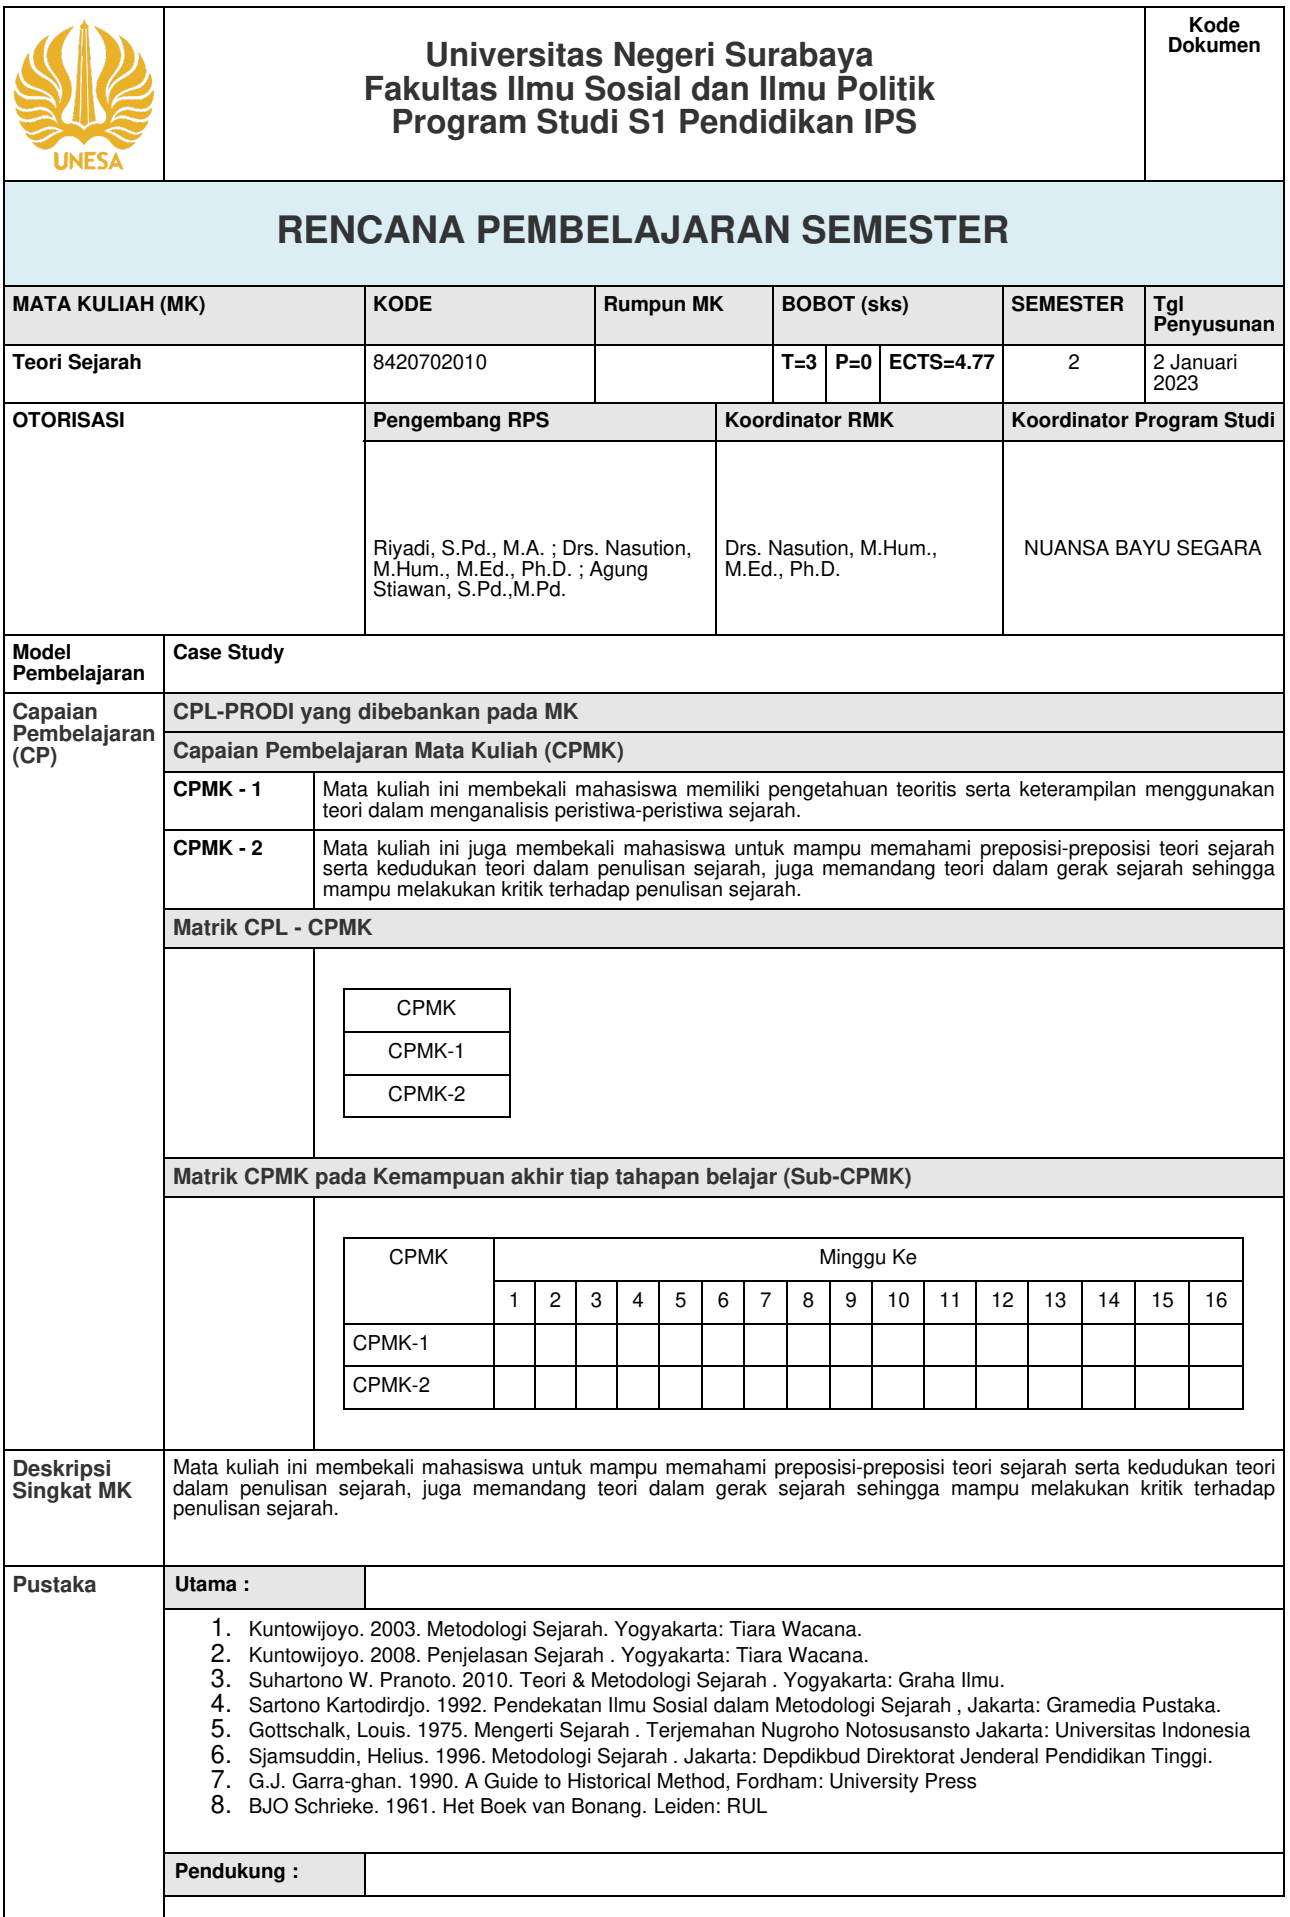 UNESA
Universitas Negeri Surabaya
Fakultas Ilmu Sosial dan Ilmu Politik
Program Studi S1 Pendidikan IPS
Kode
Dokumen
RENCANA PEMBELAJARAN SEMESTER
MATA KULIAH (MK) KODE Rumpun MK BOBOT (sks) SEMESTER Tgl
Penyusunan
Teori Sejarah 8420702010 T=3 P=0 ECTS=4.77 2 2 Januari
2023
OTORISASI Pengembang RPS Koordinator RMK Koordinator Program Studi
Riyadi, S.Pd., M.A. ; Drs. Nasution,
M.Hum., M.Ed., Ph.D. ; Agung
Stiawan, S.Pd.,M.Pd.
Drs. Nasution, M.Hum.,
M.Ed., Ph.D.
NUANSA BAYU SEGARA
Model
Pembelajaran
Case Study
Capaian
Pembelajaran
(CP)
CPL-PRODI yang dibebankan pada MK
Capaian Pembelajaran Mata Kuliah (CPMK)
CPMK - 1 Mata kuliah ini membekali mahasiswa memiliki pengetahuan teoritis serta keterampilan menggunakan
teori dalam menganalisis peristiwa-peristiwa sejarah.
CPMK - 2 Mata kuliah ini juga membekali mahasiswa untuk mampu memahami preposisi-preposisi teori sejarah
serta kedudukan teori dalam penulisan sejarah, juga memandang teori dalam gerak sejarah sehingga
mampu melakukan kritik terhadap penulisan sejarah.
Matrik CPL - CPMK
CPMK
CPMK-1
CPMK-2
Matrik CPMK pada Kemampuan akhir tiap tahapan belajar (Sub-CPMK)
CPMK Minggu Ke
1 2 3 4 5 6 7 8 9 10 11 12 13 14 15 16
CPMK-1
CPMK-2
Deskripsi
Singkat MK
Mata kuliah ini membekali mahasiswa untuk mampu memahami preposisi-preposisi teori sejarah serta kedudukan teori
dalam penulisan sejarah, juga memandang teori dalam gerak sejarah sehingga mampu melakukan kritik terhadap
penulisan sejarah.
Pustaka Utama :
1. Kuntowijoyo. 2003. Metodologi Sejarah. Yogyakarta: Tiara Wacana.
2. Kuntowijoyo. 2008. Penjelasan Sejarah . Yogyakarta: Tiara Wacana.
3. Suhartono W. Pranoto. 2010. Teori & Metodologi Sejarah . Yogyakarta: Graha Ilmu.
4. Sartono Kartodirdjo. 1992. Pendekatan Ilmu Sosial dalam Metodologi Sejarah , Jakarta: Gramedia Pustaka.
5. Gottschalk, Louis. 1975. Mengerti Sejarah . Terjemahan Nugroho Notosusansto Jakarta: Universitas Indonesia
6. Sjamsuddin, Helius. 1996. Metodologi Sejarah . Jakarta: Depdikbud Direktorat Jenderal Pendidikan Tinggi.
7. G.J. Garra-ghan. 1990. A Guide to Historical Method, Fordham: University Press
8. BJO Schrieke. 1961. Het Boek van Bonang. Leiden: RUL
Pendukung :